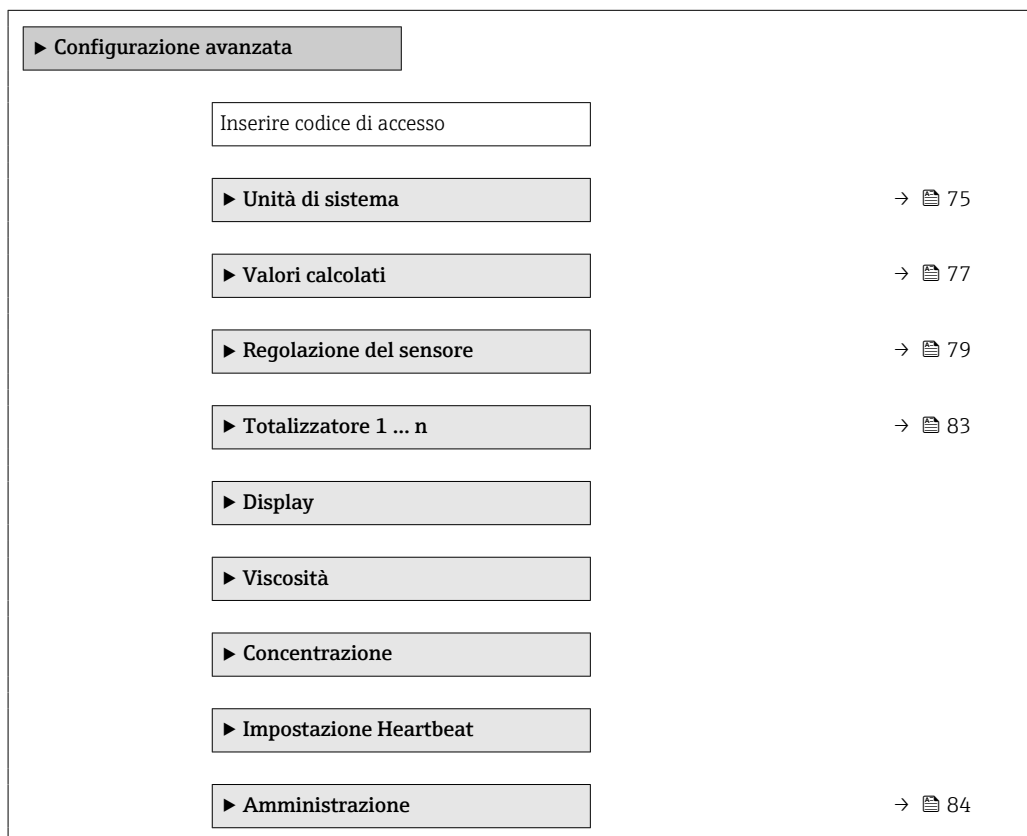 ▶ Configurazione avanzata
Inserire codice di accesso
▶ Unità di sistema → 75
▶ Valori calcolati → 77
▶ Regolazione del sensore → 79
▶ Totalizzatore 1 ... n → 83
▶ Display
▶ Viscosità
▶ Concentrazione
▶ Impostazione Heartbeat
▶ Amministrazione → 84